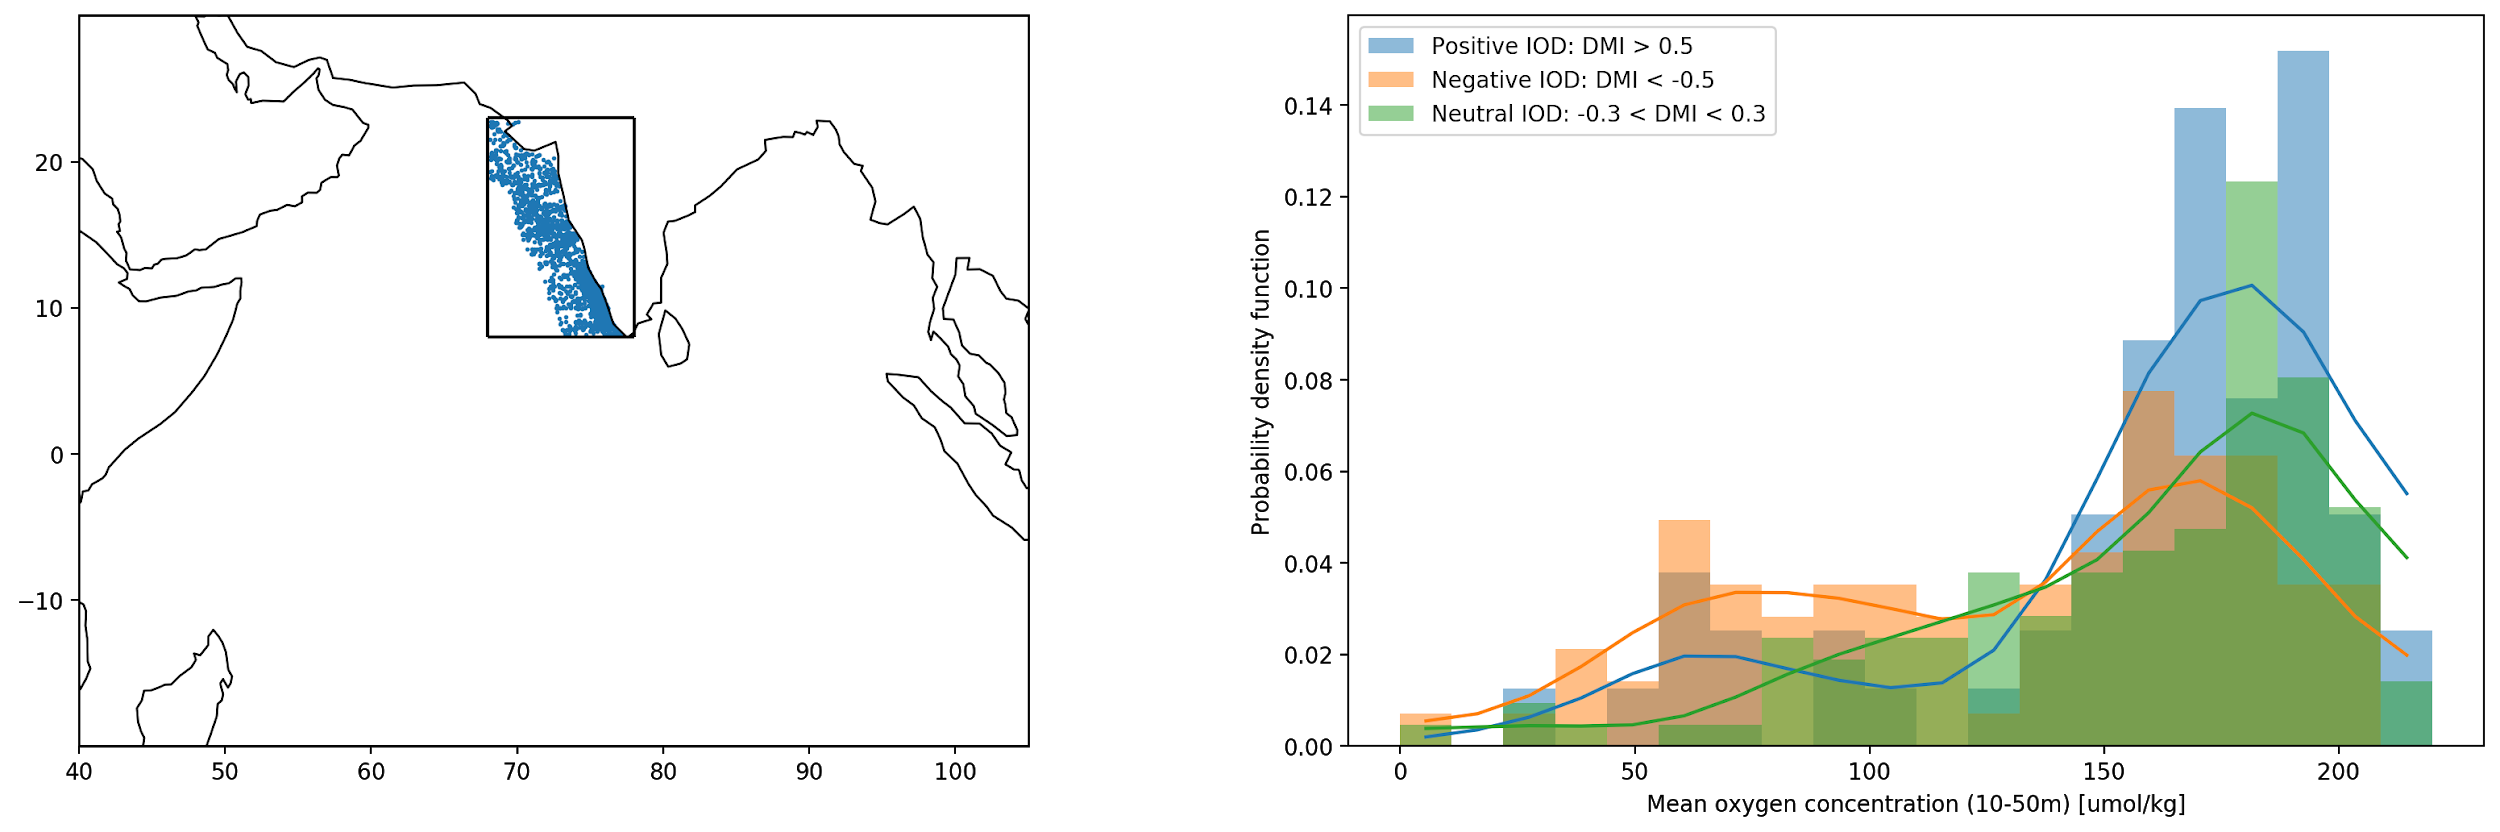 20
10
0
−10
40 50 60 70 80 90 100
Positive IOD: DMI > 0.5
Negative IOD: DMI < -0.5
Neutral IOD: -0.3 < DMI < 0.3
Probability density function
0.14
0.12
0.10
0.08
0.06
0.04
0.02
0.00
0 50 100 150 200
Mean oxygen concentration (10-50m) [umol/kg]